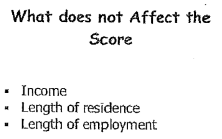 What does not Affect the
Score
▪ Income
▪ Length of residence
▪ Length of employment